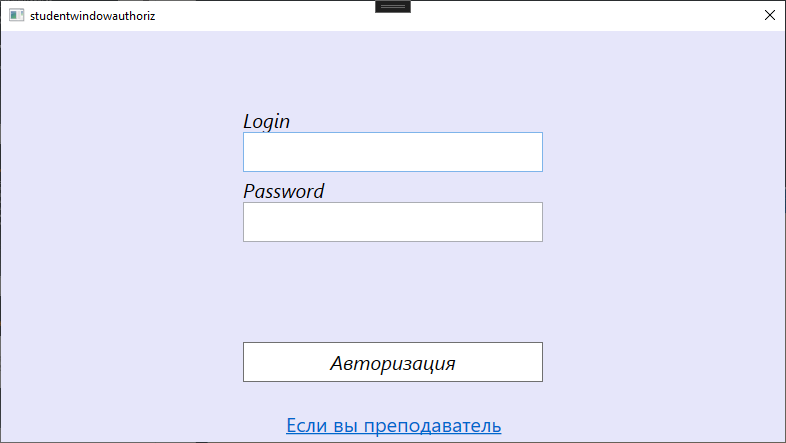 studentwindowauthoriz
Login
Password
Авторизация
Если вы преподаватель